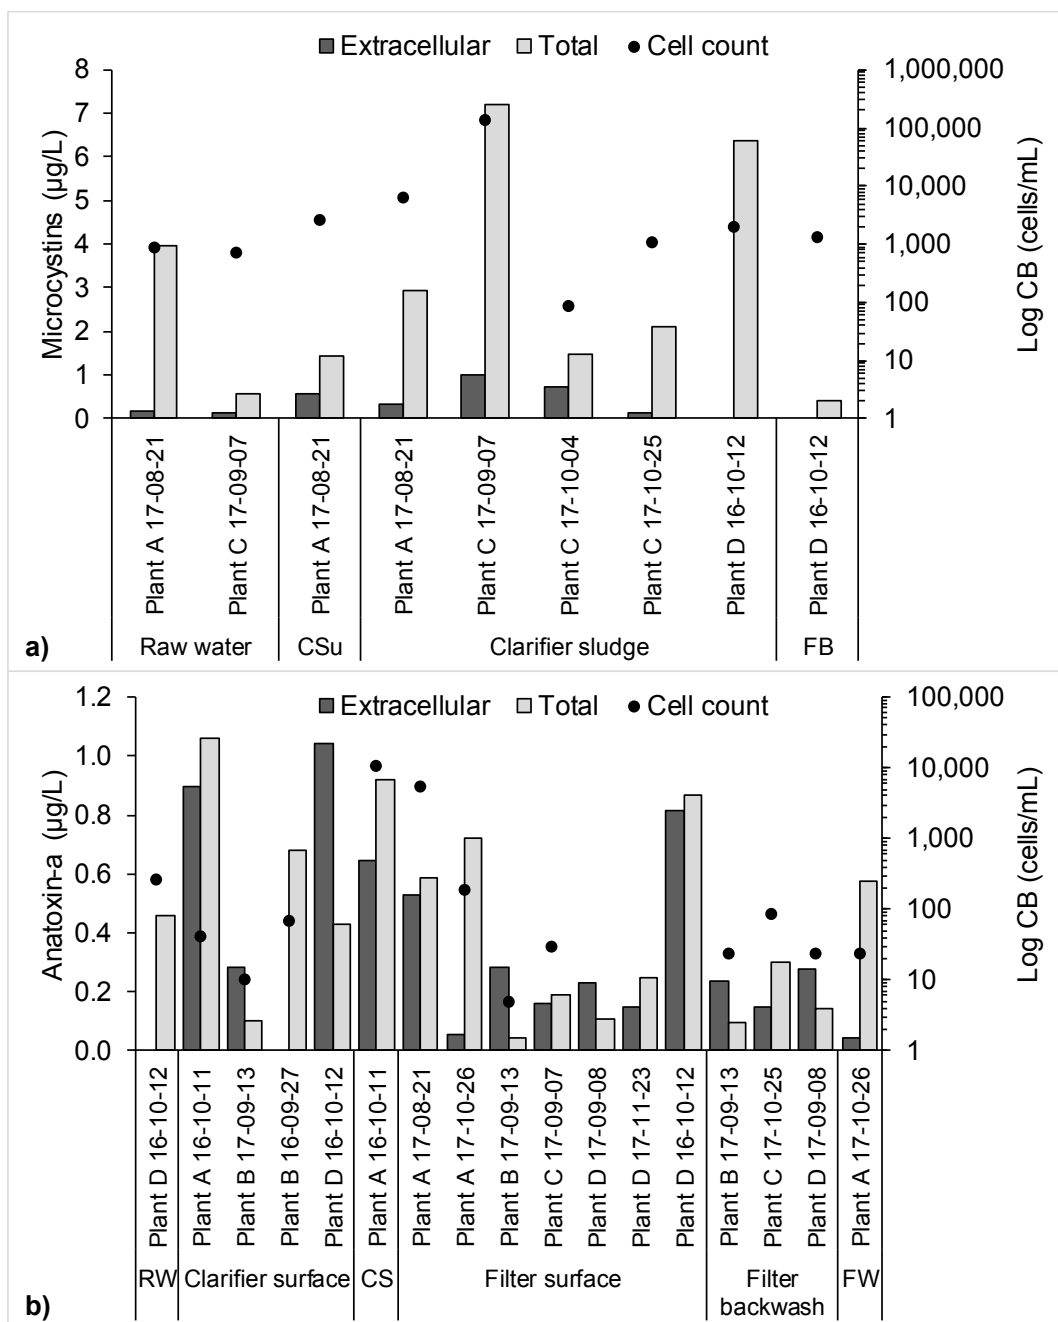 Extracellular Total Cell count
8
7
6
5
4
3
2
1
0
Microcystins (µg/L)
1,000,000
100,000
10,000
1,000
100
10
1
Log CB (cells/mL)
Plant A 17-08-21
Plant C 17-09-07
Plant A 17-08-21
Plant A 17-08-21
Plant C 17-09-07
Plant C 17-10-04
Plant C 17-10-25
Plant D 16-10-12
Plant D 16-10-12
Raw water CSu Clarifier sludge FB
a)
Extracellular Total Cell count
1.2
1.0
0.8
0.6
0.4
0.2
0.0
Anatoxin-a (µg/L)
100,000
10,000
1,000
100
10
1
Log CB (cells/mL)
Plant D 16-10-12
Plant A 16-10-11
Plant B 17-09-13
Plant B 16-09-27
Plant D 16-10-12
Plant A 16-10-11
Plant A 17-08-21
Plant A 17-10-26
Plant B 17-09-13
Plant C 17-09-07
Plant D 17-09-08
Plant D 17-11-23
Plant D 16-10-12
Plant B 17-09-13
Plant C 17-10-25
Plant D 17-09-08
Plant A 17-10-26
RW Clarifier surface CS Filter surface Filter FW
backwash
b)